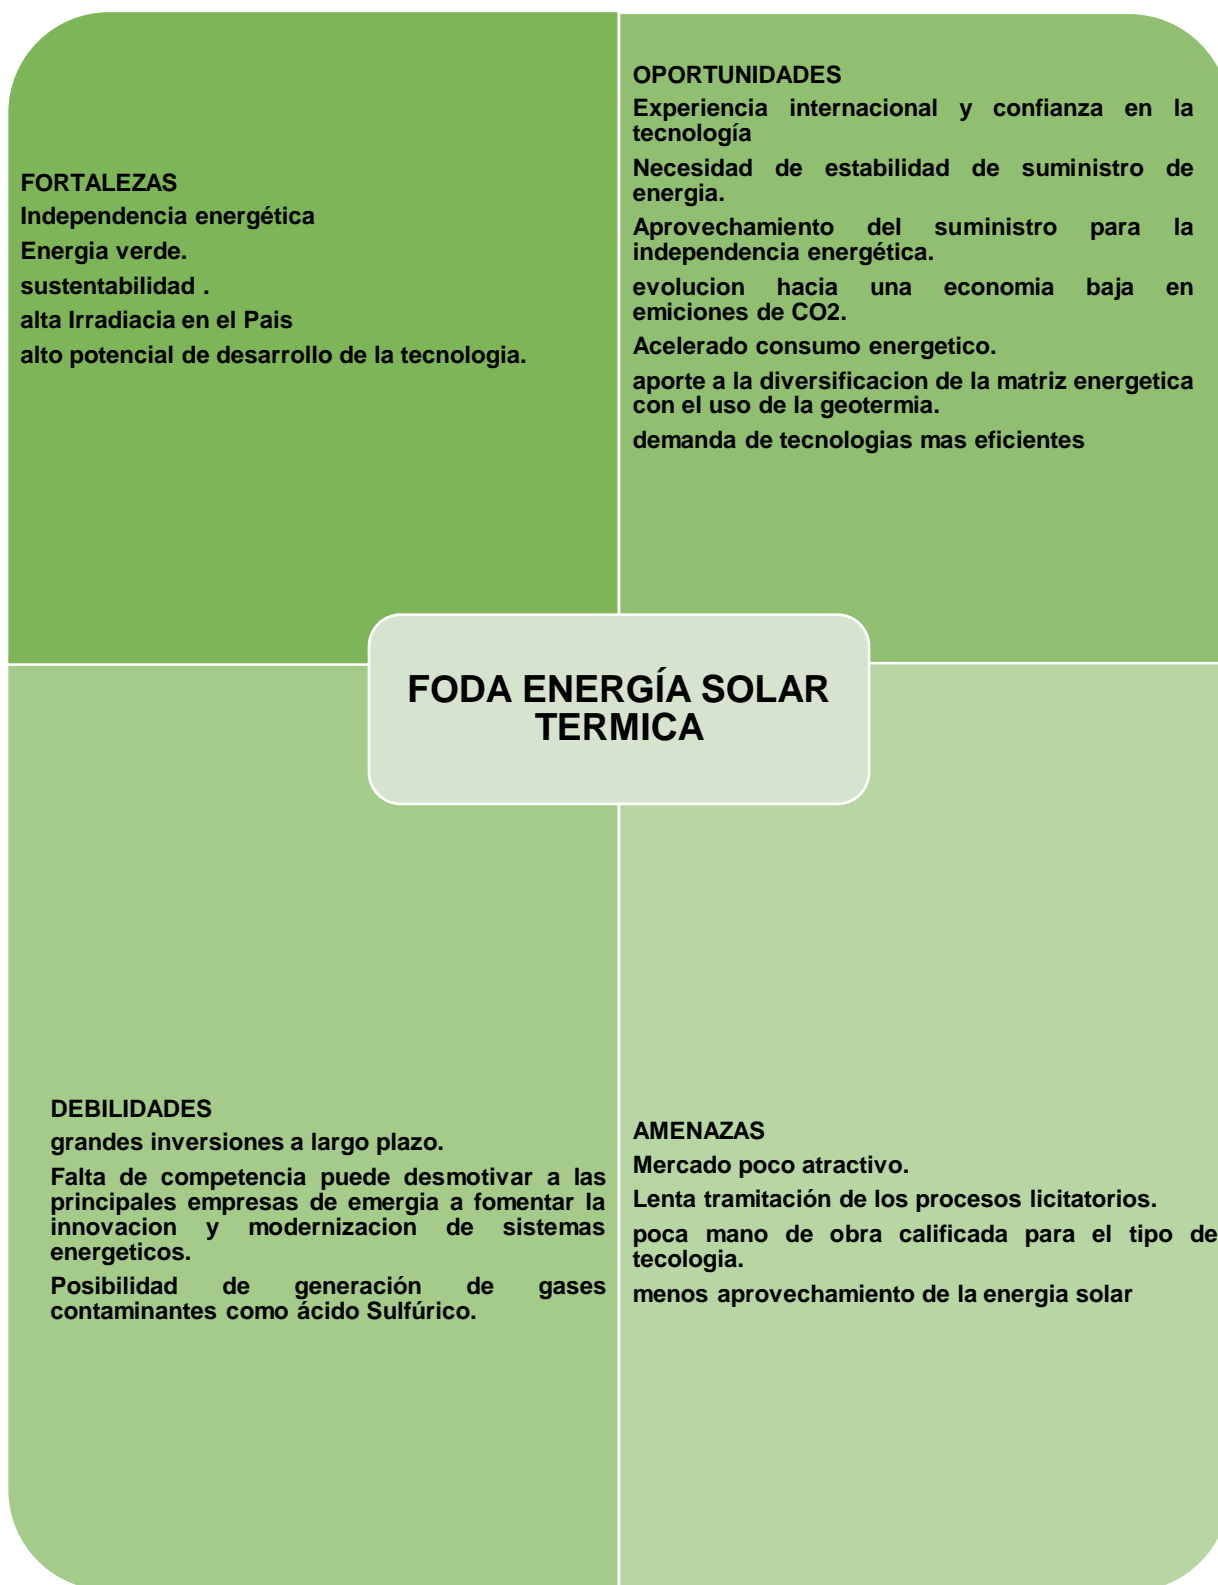 FORTALEZAS
Independencia energética
Energia verde.
sustentabilidad .
alta Irradiacia en el Pais
alto potencial de desarrollo de la tecnologia.
OPORTUNIDADES
Experiencia internacional y confianza en la
tecnología
Necesidad de estabilidad de suministro de
energia.
Aprovechamiento del suministro para la
independencia energética.
evolucion hacia una economia baja en
emiciones de CO2.
Acelerado consumo energetico.
aporte a la diversificacion de la matriz energetica
con el uso de la geotermia.
demanda de tecnologias mas eficientes
FODA ENERGÍA SOLAR
TERMICA
DEBILIDADES
grandes inversiones a largo plazo.
Falta de competencia puede desmotivar a las
principales empresas de emergia a fomentar la
innovacion y modernizacion de sistemas
energeticos.
Posibilidad de generación de gases
contaminantes como ácido Sulfúrico.
AMENAZAS
Mercado poco atractivo.
Lenta tramitación de los procesos licitatorios.
poca mano de obra calificada para el tipo de
tecologia.
menos aprovechamiento de la energia solar